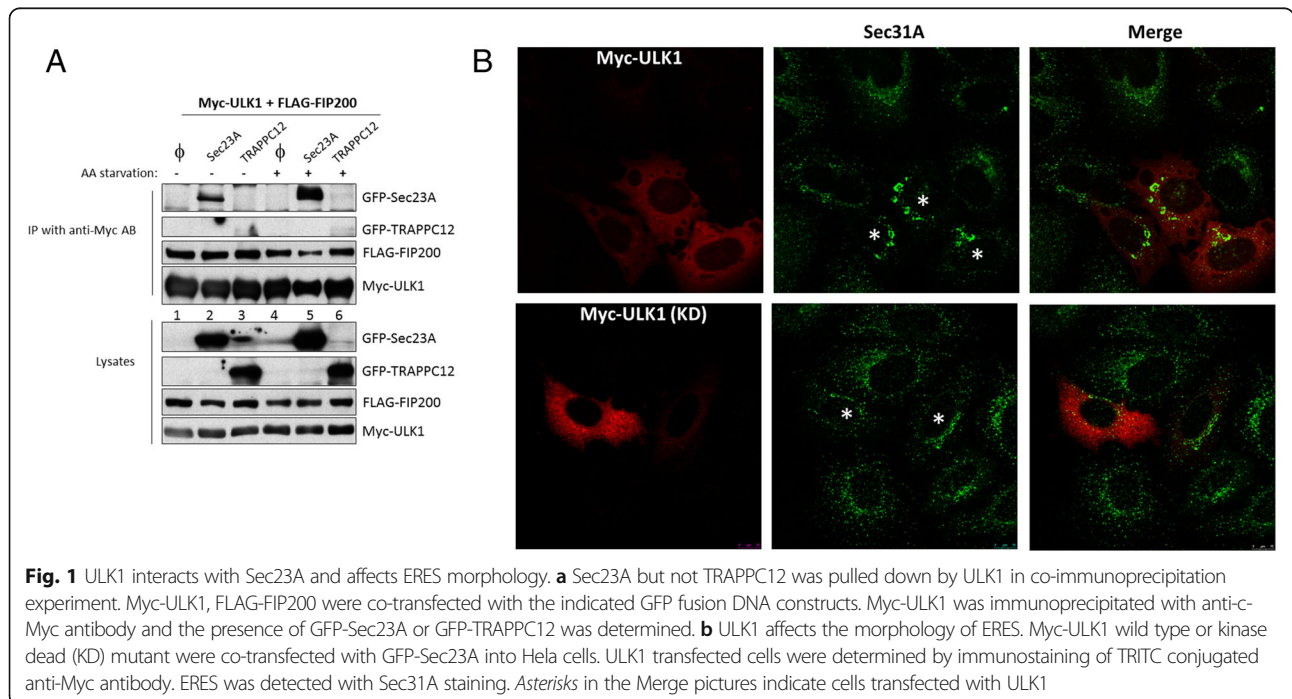 A
Myc-ULK1 + FLAG-FIP200
ϕ Sec23A TRAPPC12 ϕ Sec23A TRAPPC12
AA starvation: - - - + + +
IP with anti-Myc AB
GFP-Sec23A
GFP-TRAPPC12
FLAG-FIP200
Myc-ULK1
1 2 3 4 5 6
Lysates
GFP-Sec23A
GFP-TRAPPC12
FLAG-FIP200
Myc-ULK1
B
Myc-ULK1 Sec31A Merge
* * *
Myc-ULK1 (KD)
* *
Fig. 1 ULK1 interacts with Sec23A and affects ERES morphology. a Sec23A but not TRAPPC12 was pulled down by ULK1 in co-immunoprecipitation
experiment. Myc-ULK1, FLAG-FIP200 were co-transfected with the indicated GFP fusion DNA constructs. Myc-ULK1 was immunoprecipitated with anti-c-
Myc antibody and the presence of GFP-Sec23A or GFP-TRAPPC12 was determined. b ULK1 affects the morphology of ERES. Myc-ULK1 wild type or kinase
dead (KD) mutant were co-transfected with GFP-Sec23A into Hela cells. ULK1 transfected cells were determined by immunostaining of TRITC conjugated
anti-Myc antibody. ERES was detected with Sec31A staining. Asterisks in the Merge pictures indicate cells transfected with ULK1